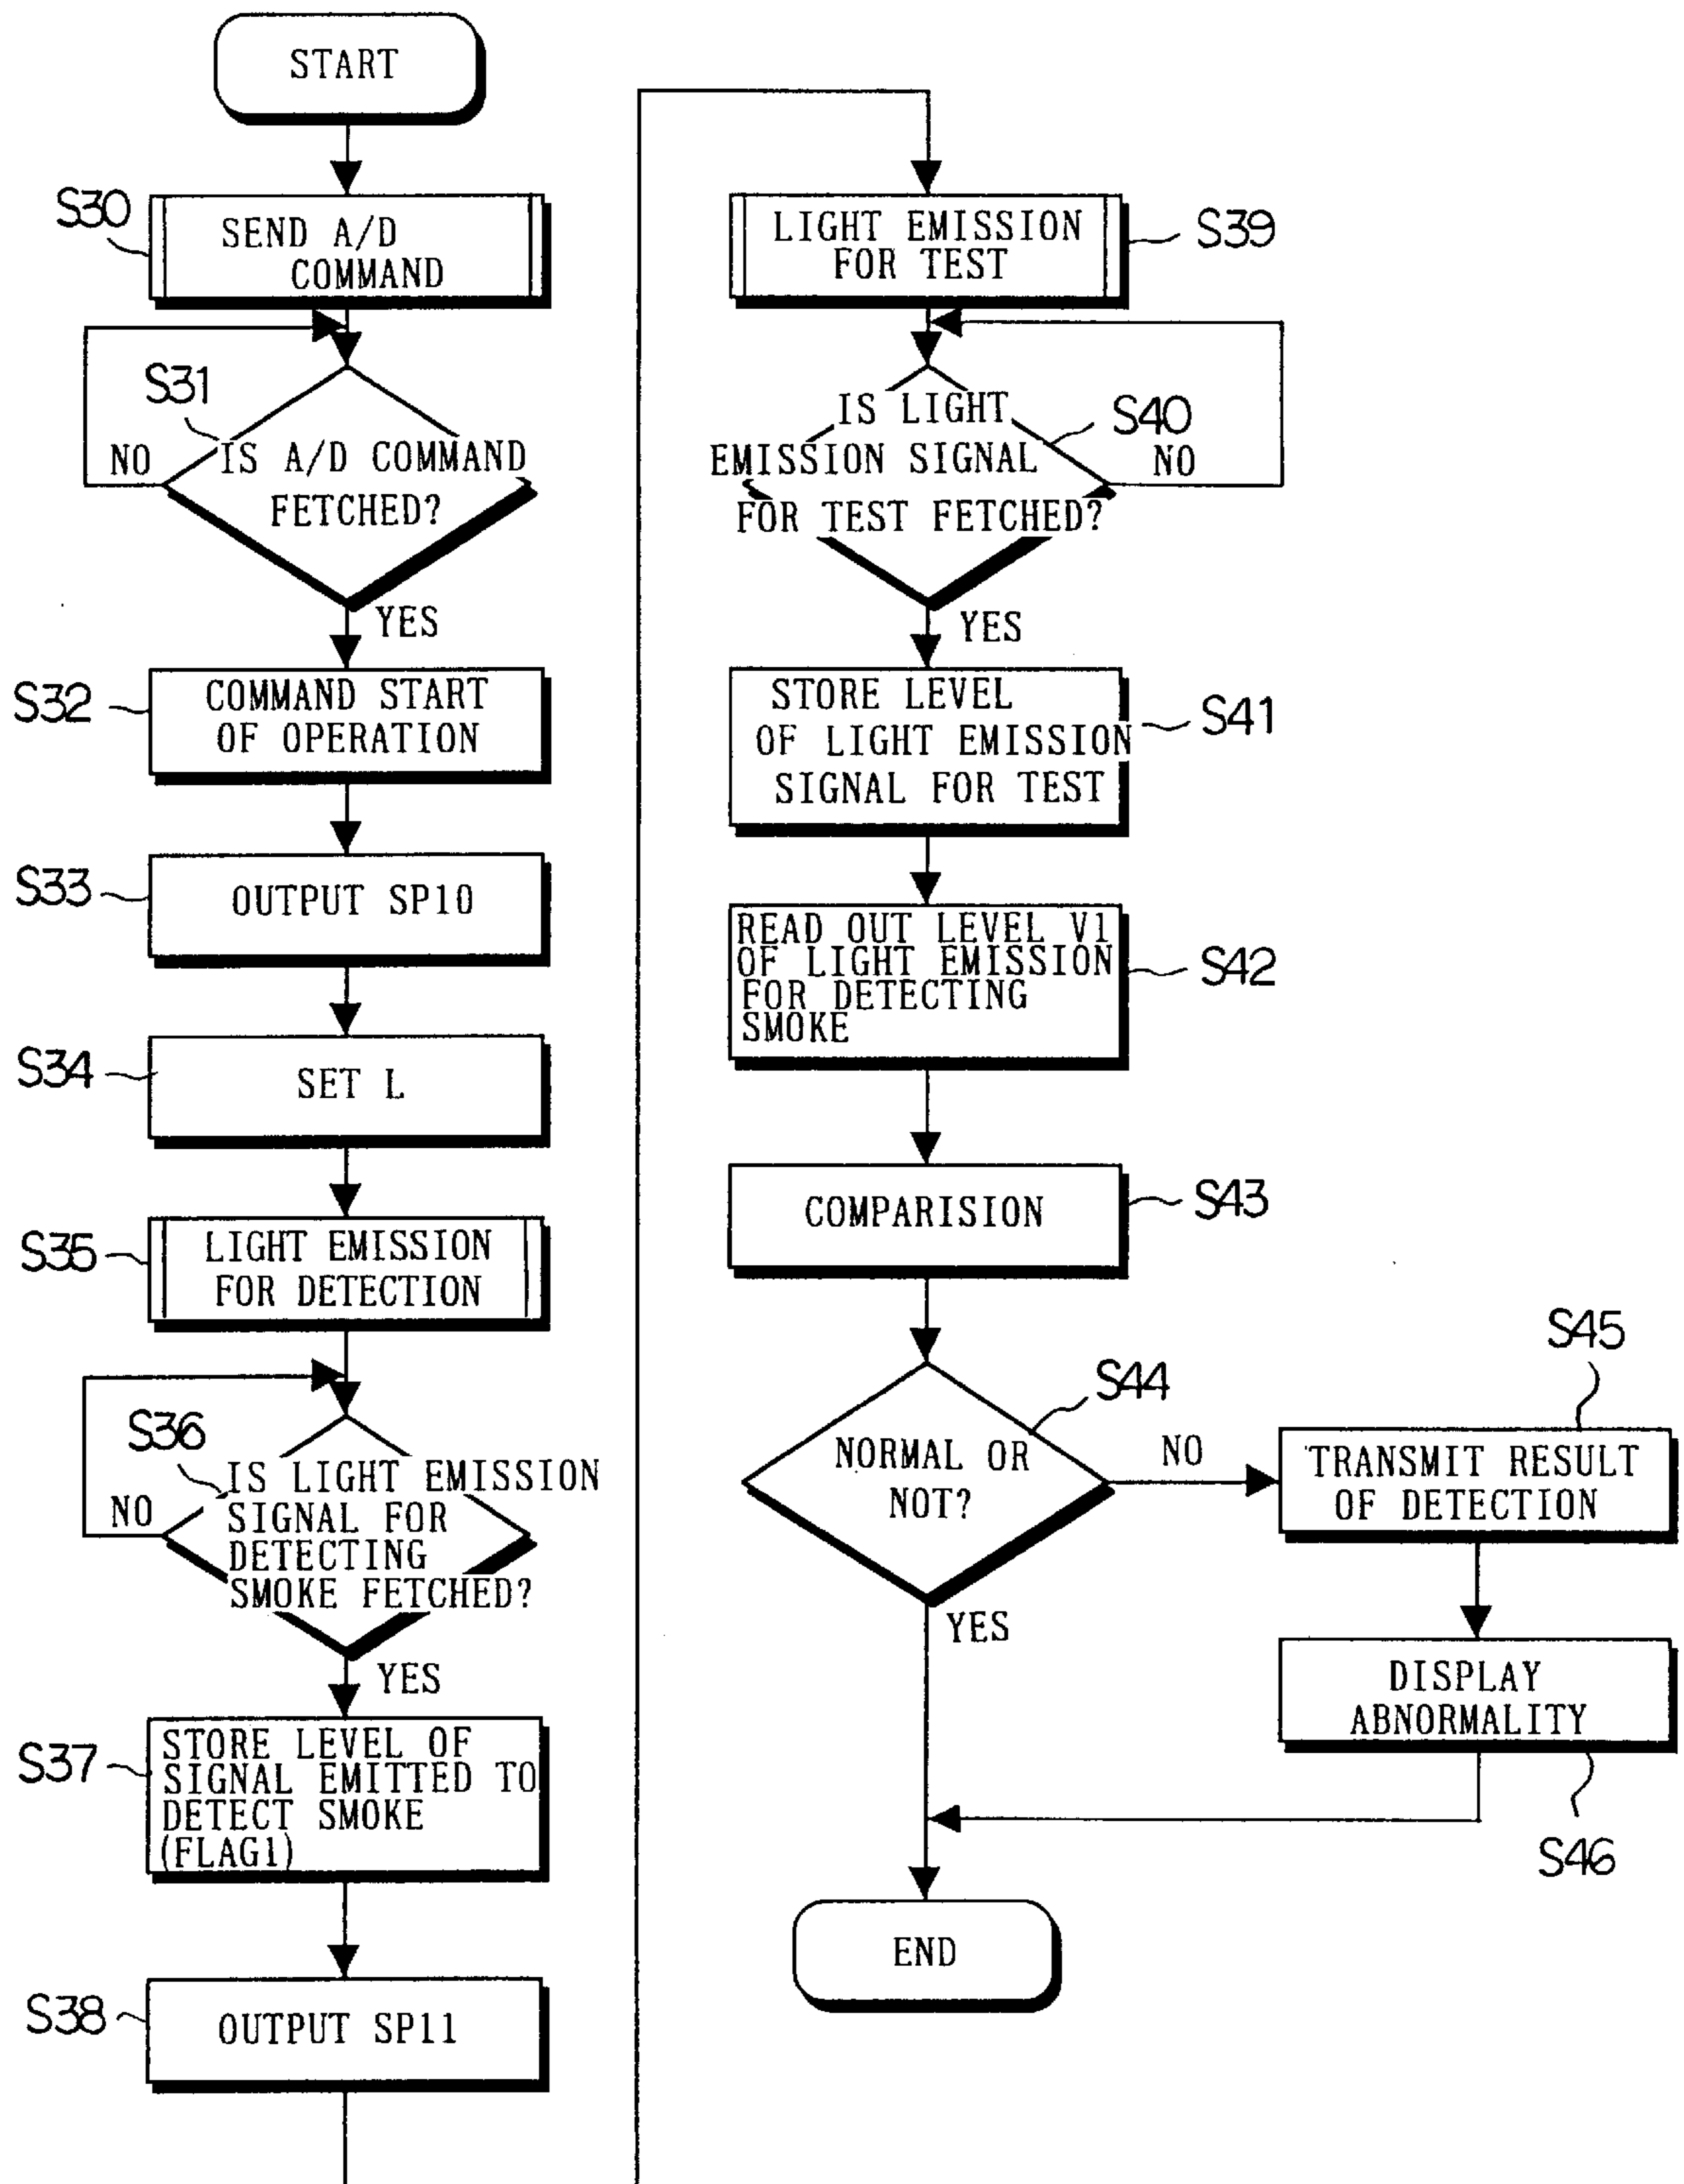 START
S30
SEND A/D
COMMAND
S31
NO
IS A/D COMMAND
FETCHED?
YES
S32
COMMAND START
OF OPERATION
S33
OUTPUT SP10
S34
SET L
S35
LIGHT EMISSION
FOR DETECTION
S36
NO
IS LIGHT EMISSION
SIGNAL FOR
DETECTING
SMOKE FETCHED?
YES
S37
STORE LEVEL OF
SIGNAL EMITTED TO
DETECT SMOKE
(FLAG1)
S38
OUTPUT SP11
LIGHT EMISSION
FOR TEST
S39
IS LIGHT
EMISSION SIGNAL
FOR TEST FETCHED?
S40
NO
YES
STORE LEVEL
OF LIGHT EMISSION
SIGNAL FOR TEST
S41
READ OUT LEVEL V1
OF LIGHT EMISSION
FOR DETECTING
SMOKE
S42
COMPARISION
S43
S44
NORMAL OR
NOT?
NO
YES
S45
TRANSMIT RESULT
OF DETECTION
DISPLAY
ABNORMALITY
S46
END